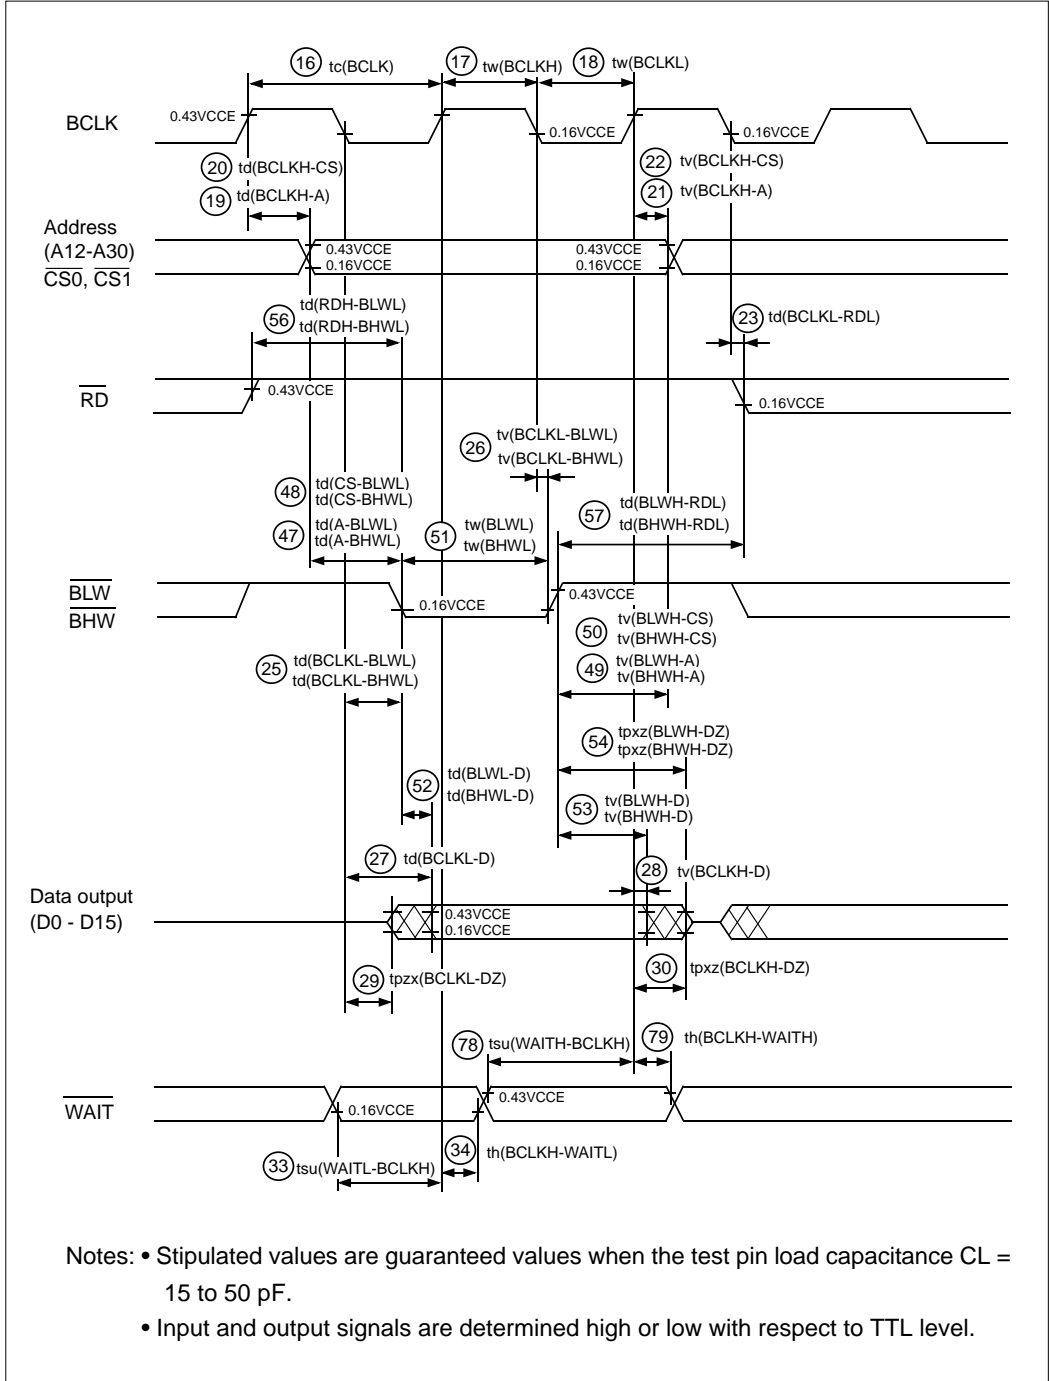 16 tc(BCLK)
17 tw(BCLKH)
18 tw(BCLKL)
BCLK
0.43VCCE
0.16VCCE
0.16VCCE
20 td(BCLKH-CS)
19 td(BCLKH-A)
22 tv(BCLKH-CS)
21 tv(BCLKH-A)
Address
(A12-A30)
CS0, CS1
0.43VCCE
0.16VCCE
0.43VCCE
0.16VCCE
56 td(RDH-BLWL)
td(RDH-BHWL)
23 td(BCLKL-RDL)
RD
0.43VCCE
0.16VCCE
26 tv(BCLKL-BLWL)
tv(BCLKL-BHWL)
48 td(CS-BLWL)
td(CS-BHWL)
47 td(A-BLWL)
td(A-BHWL)
51 tw(BLWL)
tw(BHWL)
57 td(BLWH-RDL)
td(BHWH-RDL)
BLW
BHW
0.16VCCE
0.43VCCE
50 tv(BLWH-CS)
tv(BHWH-CS)
49 tv(BLWH-A)
tv(BHWH-A)
25 td(BCLKL-BLWL)
td(BCLKL-BHWL)
54 tpxz(BLWH-DZ)
tpxz(BHWH-DZ)
52 td(BLWL-D)
td(BHWL-D)
53 tv(BLWH-D)
tv(BHWH-D)
27 td(BCLKL-D)
28 tv(BCLKH-D)
Data output
(D0 - D15)
0.43VCCE
0.16VCCE
29 tpzx(BCLKL-DZ)
30 tpxz(BCLKH-DZ)
78 tsu(WAITH-BCLKH)
79 th(BCLKH-WAITH)
WAIT
0.16VCCE
0.43VCCE
33 tsu(WAITL-BCLKH)
34 th(BCLKH-WAITL)
Notes: • Stipulated values are guaranteed values when the test pin load capacitance CL =
15 to 50 pF.
• Input and output signals are determined high or low with respect to TTL level.